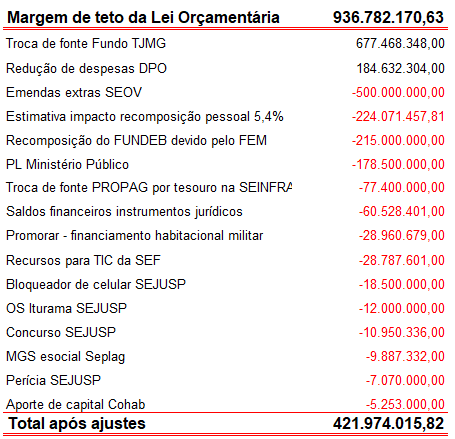 Margem de teto da Lei Orçamentária 936.782.170,63
Troca de fonte Fundo TJMG 677.468.348,00
Redução de despesas DPO 184.632.304,00
Emendas extras SEOV -500.000.000,00
Estimativa impacto recomposição pessoal 5,4% -224.071.457,81
Recomposição do FUNDEB devido pelo FEM -215.000.000,00
PL Ministério Público -178.500.000,00
Troca de fonte PROPAG por tesouro na SEINFRA -77.400.000,00
Saldos financeiros instrumentos jurídicos -60.528.401,00
Promorar - financiamento habitacional militar -28.960.679,00
Recursos para TIC da SEF -28.787.601,00
Bloqueador de celular SEJUSP -18.500.000,00
OS Iturama SEJUSP -12.000.000,00
Concurso SEJUSP -10.950.336,00
MGS esocial Seplag -9.887.332,00
Perícia SEJUSP -7.070.000,00
Aporte de capital Cohab -5.253.000,00
Total após ajustes 421.974.015,82